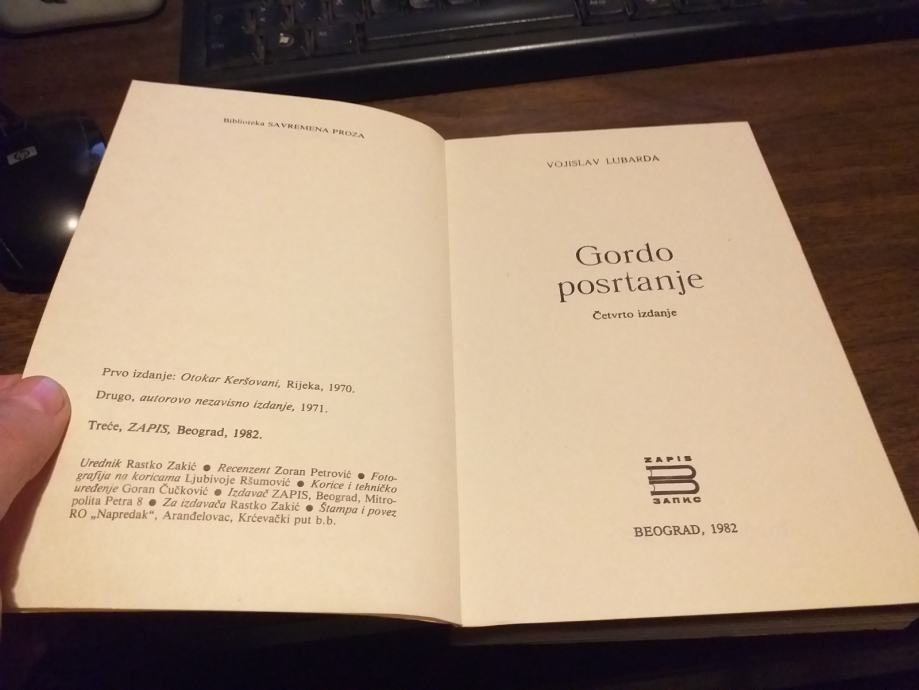 Biblioteka SAVREMENA PROZA
Prvo izdanje: Otokar Keršovani, Rijeka, 1970.
Drugo, autorovo nezavisno izdanje, 1971.
Treće, ZAPIS, Beograd, 1982.
Urednik Rastko Zakić ● Recenzent Zoran Petrović ● Foto-
grafija na koricama Ljubivoje Ršumović ● Korice i tehničko
uređenje Goran Čučković ● Izdavač ZAPIS, Beograd, Mitro-
polita Petra 8 ● Za izdavača Rastko Zakić ● Štampa i povez
RO „Napredak“, Aranđelovac, Krćevački put b.b.
VOJISLAV LUBARDA
Gordo
posrtanje
Četvrto izdanje
ZAPIS
ЗАПИС
BEOGRAD, 1982
hp